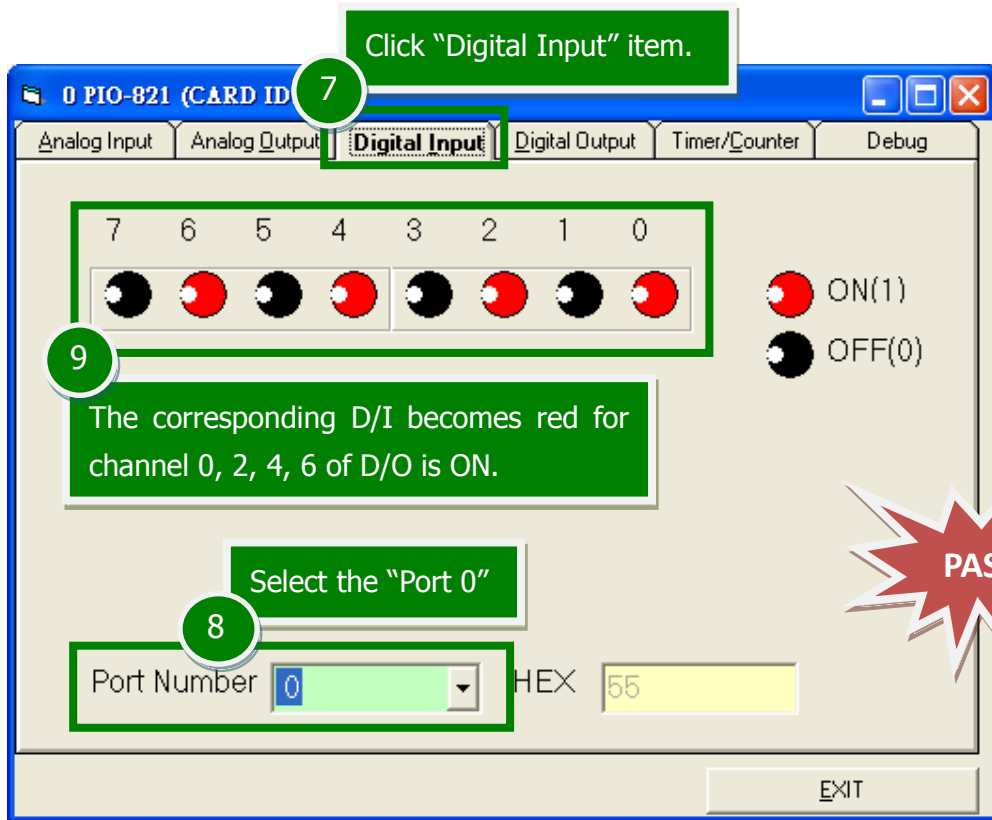 Click “Digital Input” item.
7
0 PIO-821 (CARD ID
Analog Input Analog Output Digital Input Digital Output Timer/Counter Debug
7 6 5 4 3 2 1 0
ON(1)
OFF(0)
9
The corresponding D/I becomes red for
channel 0, 2, 4, 6 of D/O is ON.
PAS
Select the “Port 0”
8
Port Number 0 HEX 55
EXIT